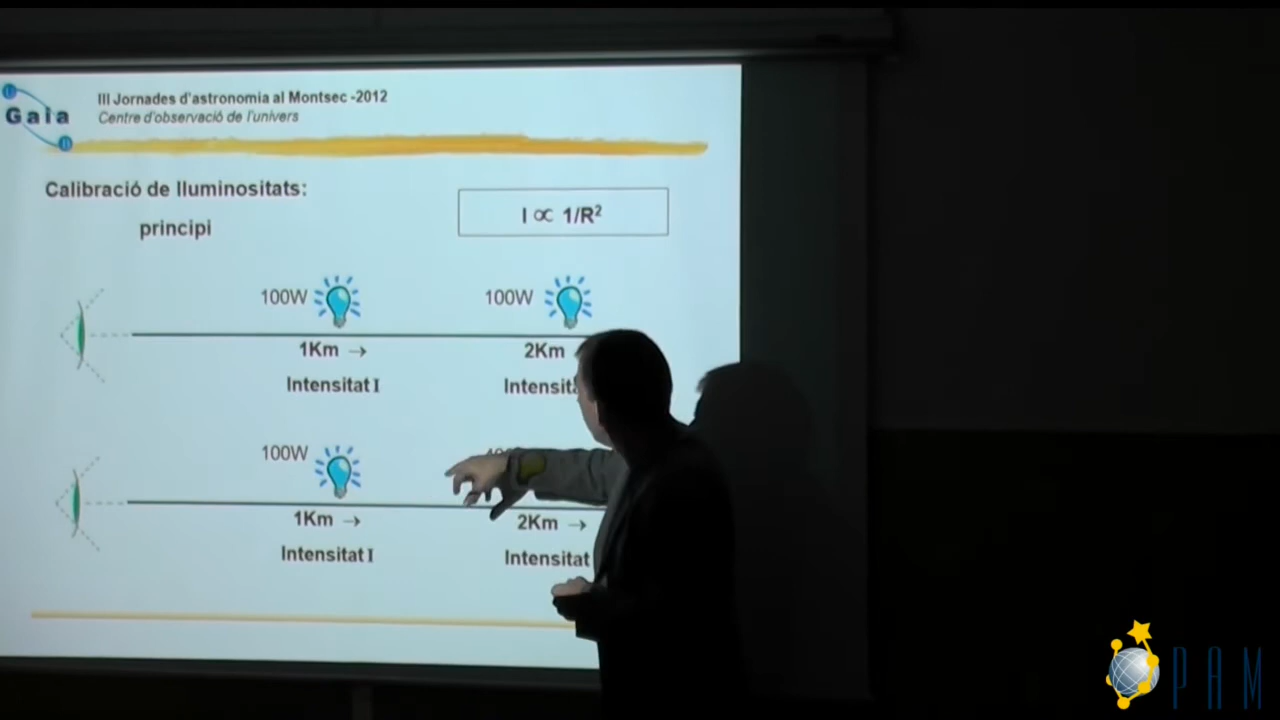 Gaia
III Jornades d'astronomia al Montsec -2012
Centre d'observació de l'univers
Calibració de lluminositats:
principi
I ∝ 1/R²
100W
100W
1Km →
2Km
Intensitat I
100W
1Km →
2Km →
Intensitat I
Intensitat
PAM